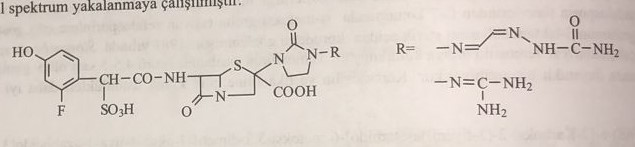 l spektrum yakalanmaya çalışılmıştır.
O
HO
F
CH—CO—NH
SO₃H
O
S
N
N
N—R
COOH
R=
—N=
=N
NH—C—NH₂
O
—N=C—NH₂
NH₂